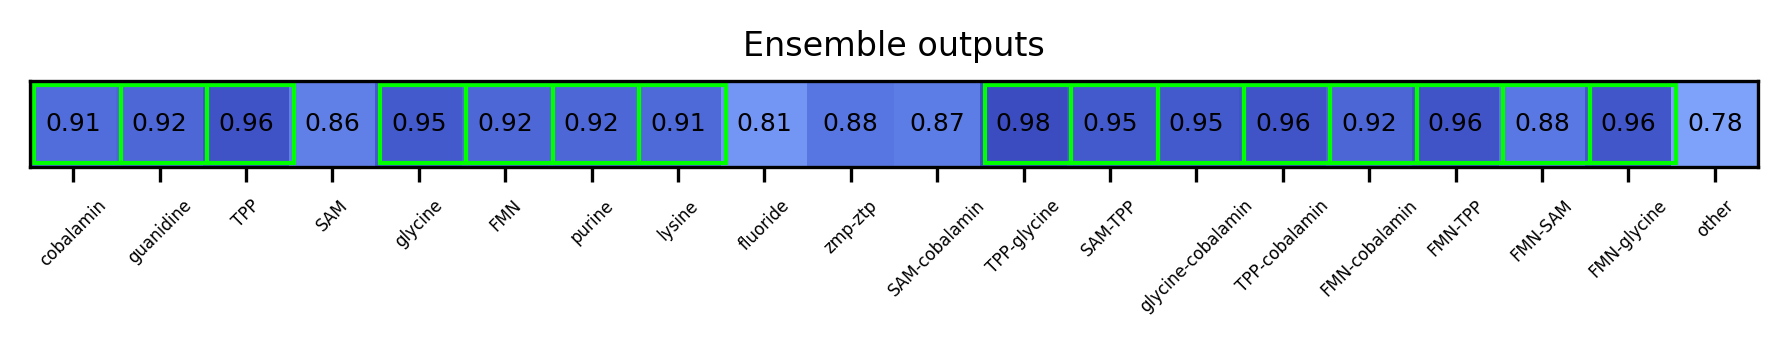 Ensemble outputs
0.91 0.92 0.96 0.86 0.95 0.92 0.92 0.91 0.81 0.88 0.87 0.98 0.95 0.95 0.96 0.92 0.96 0.88 0.96 0.78
cobalamin guanidine TPP SAM glycine FMN purine lysine fluoride zmp-ztp SAM-cobalamin TPP-glycine SAM-TPP glycine-cobalamin TPP-cobalamin FMN-cobalamin FMN-TPP FMN-SAM FMN-glycine other